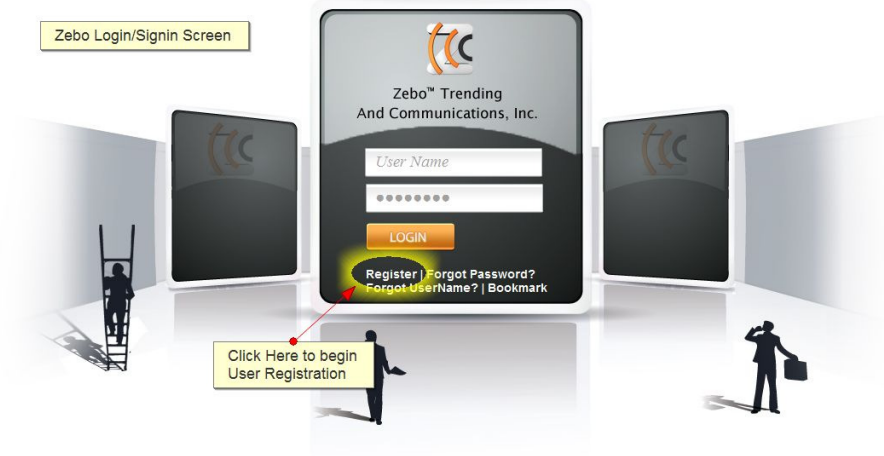 Zebo Login/Signin Screen
Zebo™ Trending
And Communications, Inc.
User Name
LOGIN
Register | Forgot Password?
Forgot UserName? | Bookmark
Click Here to begin
User Registration